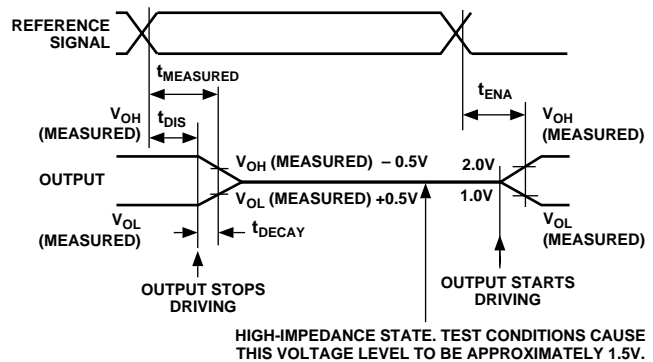 REFERENCE
SIGNAL
tMEASURED
tENA
VOH
(MEASURED)
tDIS
VOH
(MEASURED)
VOH (MEASURED) – 0.5V
2.0V
OUTPUT
VOL (MEASURED) +0.5V
1.0V
VOL
(MEASURED)
tDECAY
VOL
(MEASURED)
OUTPUT STOPS
DRIVING
OUTPUT STARTS
DRIVING
HIGH-IMPEDANCE STATE. TEST CONDITIONS CAUSE
THIS VOLTAGE LEVEL TO BE APPROXIMATELY 1.5V.